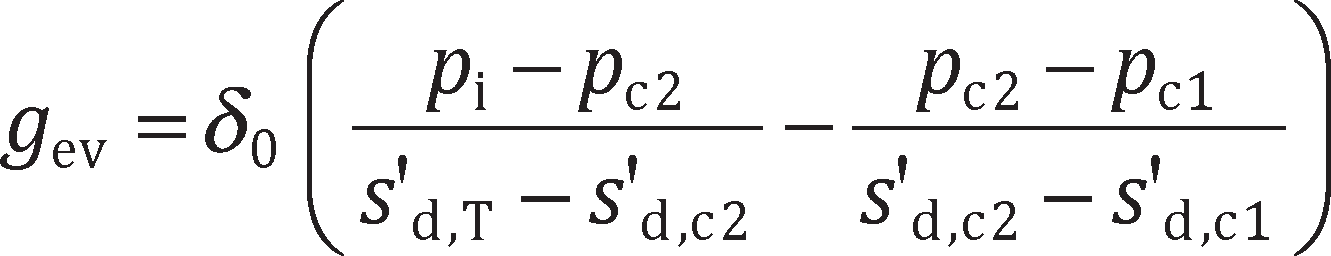 g_ev = δ_0 ( (p_i − p_c2) / (s'_d,T − s'_d,c2) − (p_c2 − p_c1) / (s'_d,c2 − s'_d,c1) )